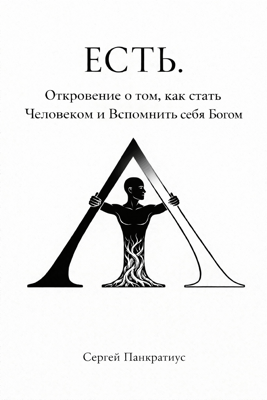 ЕСТЬ.
Откровение о том, как стать
Человеком и Вспомнить себя Богом
Сергей Панкратиус